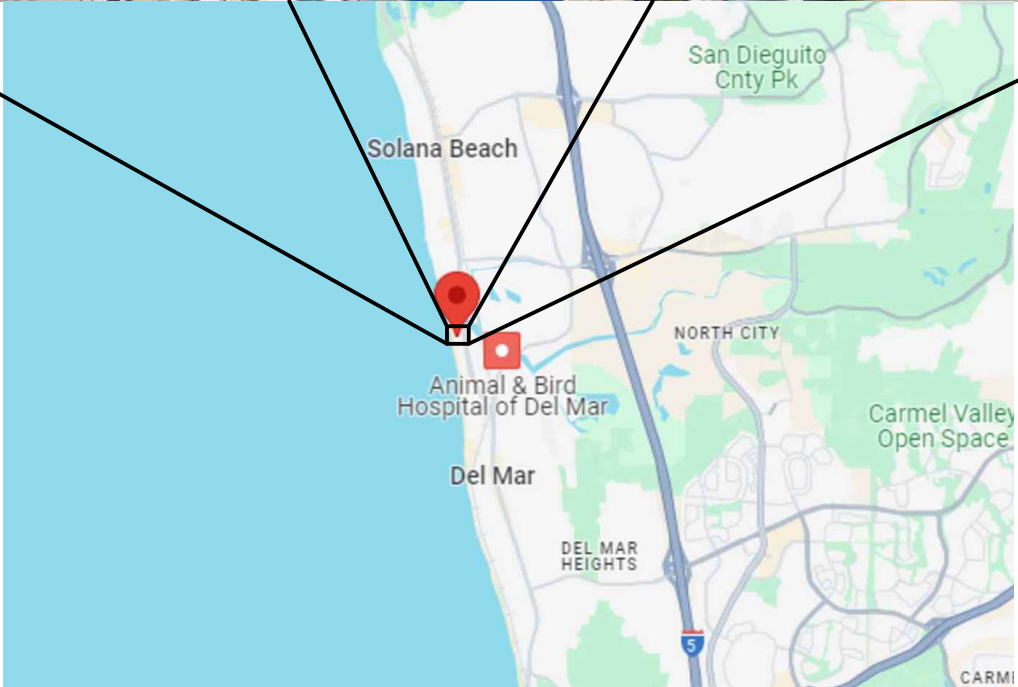 San Dieguito
Cnty Pk
Solana Beach
NORTH CITY
Animal & Bird
Hospital of Del Mar
Carmel Valley
Open Space
Del Mar
DEL MAR
HEIGHTS
5
CARME